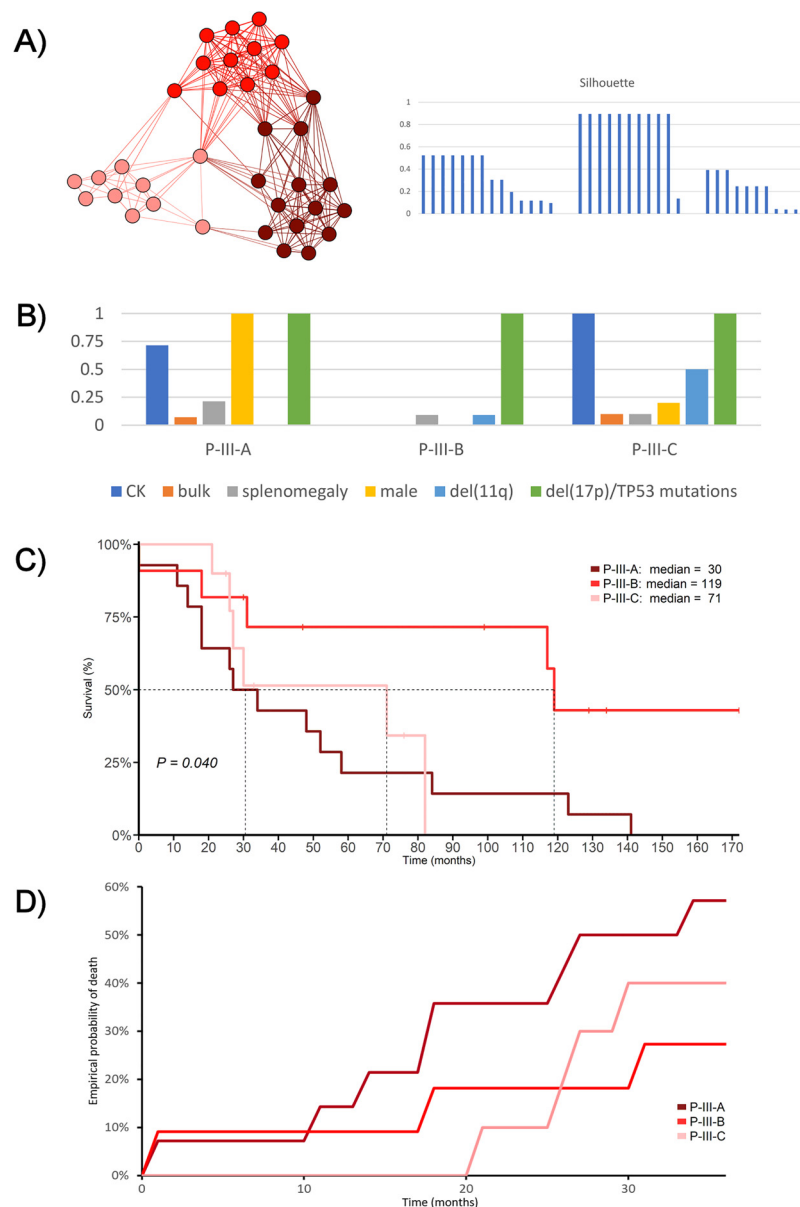 A)
Silhouette
1
0.8
0.6
0.4
0.2
0
B)
1
0.75
0.5
0.25
0
P-III-A P-III-B P-III-C
CK bulk splenomegaly male del(11q) del(17p)/TP53 mutations
C)
100%
75%
50%
25%
0%
Survival (%)
P-III-A: median = 30
P-III-B: median = 119
P-III-C: median = 71
P = 0.040
0 10 20 30 40 50 60 70 80 90 100 110 120 130 140 150 160 170
Time (months)
D)
60%
50%
40%
30%
20%
10%
0%
Empirical probability of death
P-III-A
P-III-B
P-III-C
0 10 20 30
Time (months)